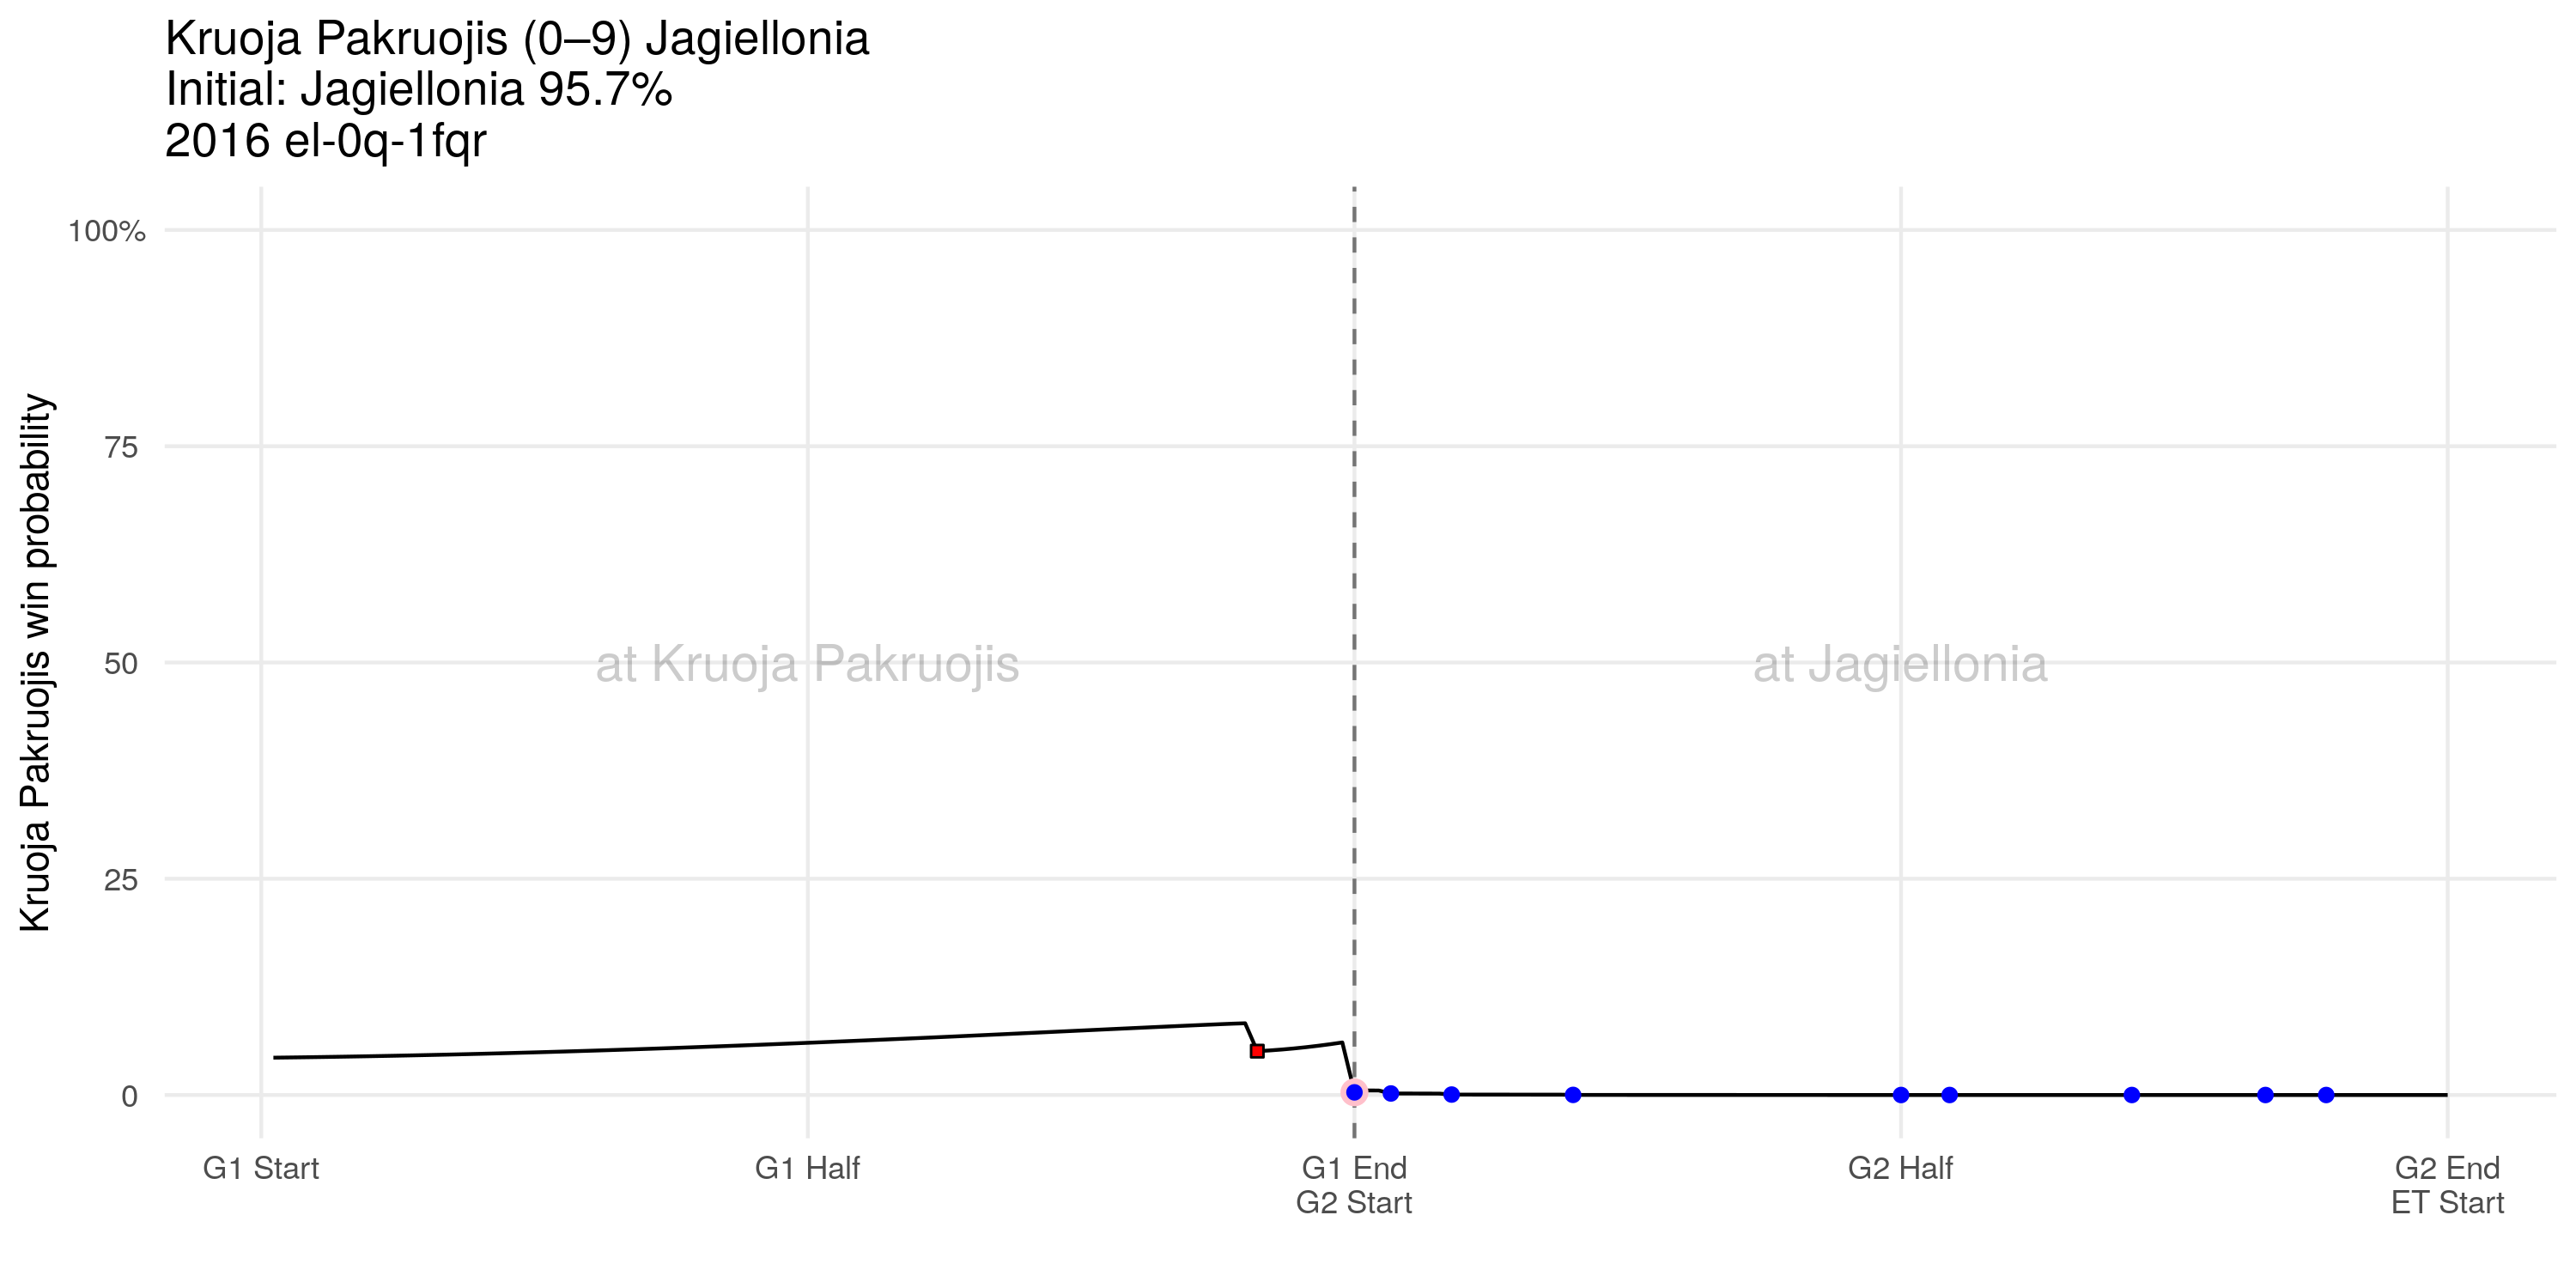 Kruoja Pakruojis (0–9) Jagiellonia
Initial: Jagiellonia 95.7%
2016 el-0q-1fqr
Kruoja Pakruojis win probability
100%
75
50
25
0
at Kruoja Pakruojis
at Jagiellonia
G1 Start
G1 Half
G1 End
G2 Start
G2 Half
G2 End
ET Start